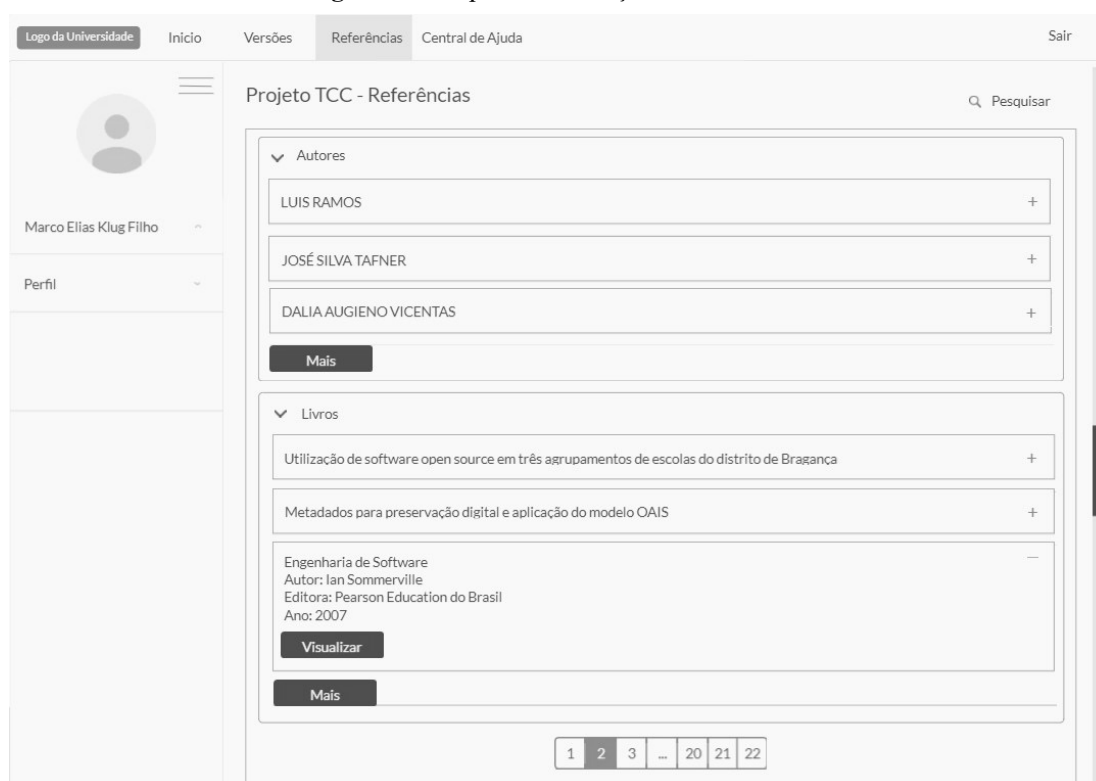 Logo da Universidade Inicio Versões Referências Central de Ajuda Sair
Projeto TCC - Referências
Pesquisar
Autores
LUIS RAMOS +
Marco Elias Klug Filho
JOSÉ SILVA TAFNER +
Perfil
DALIA AUGIENO VICENTAS +
Mais
Livros
Utilização de software open source em três agrupamentos de escolas do distrito de Bragança +
Metadados para preservação digital e aplicação do modelo OAIS +
Engenharia de Software
Autor: Ian Sommerville
Editora: Pearson Education do Brasil
Ano: 2007
Visualizar
Mais
1 2 3 ... 20 21 22